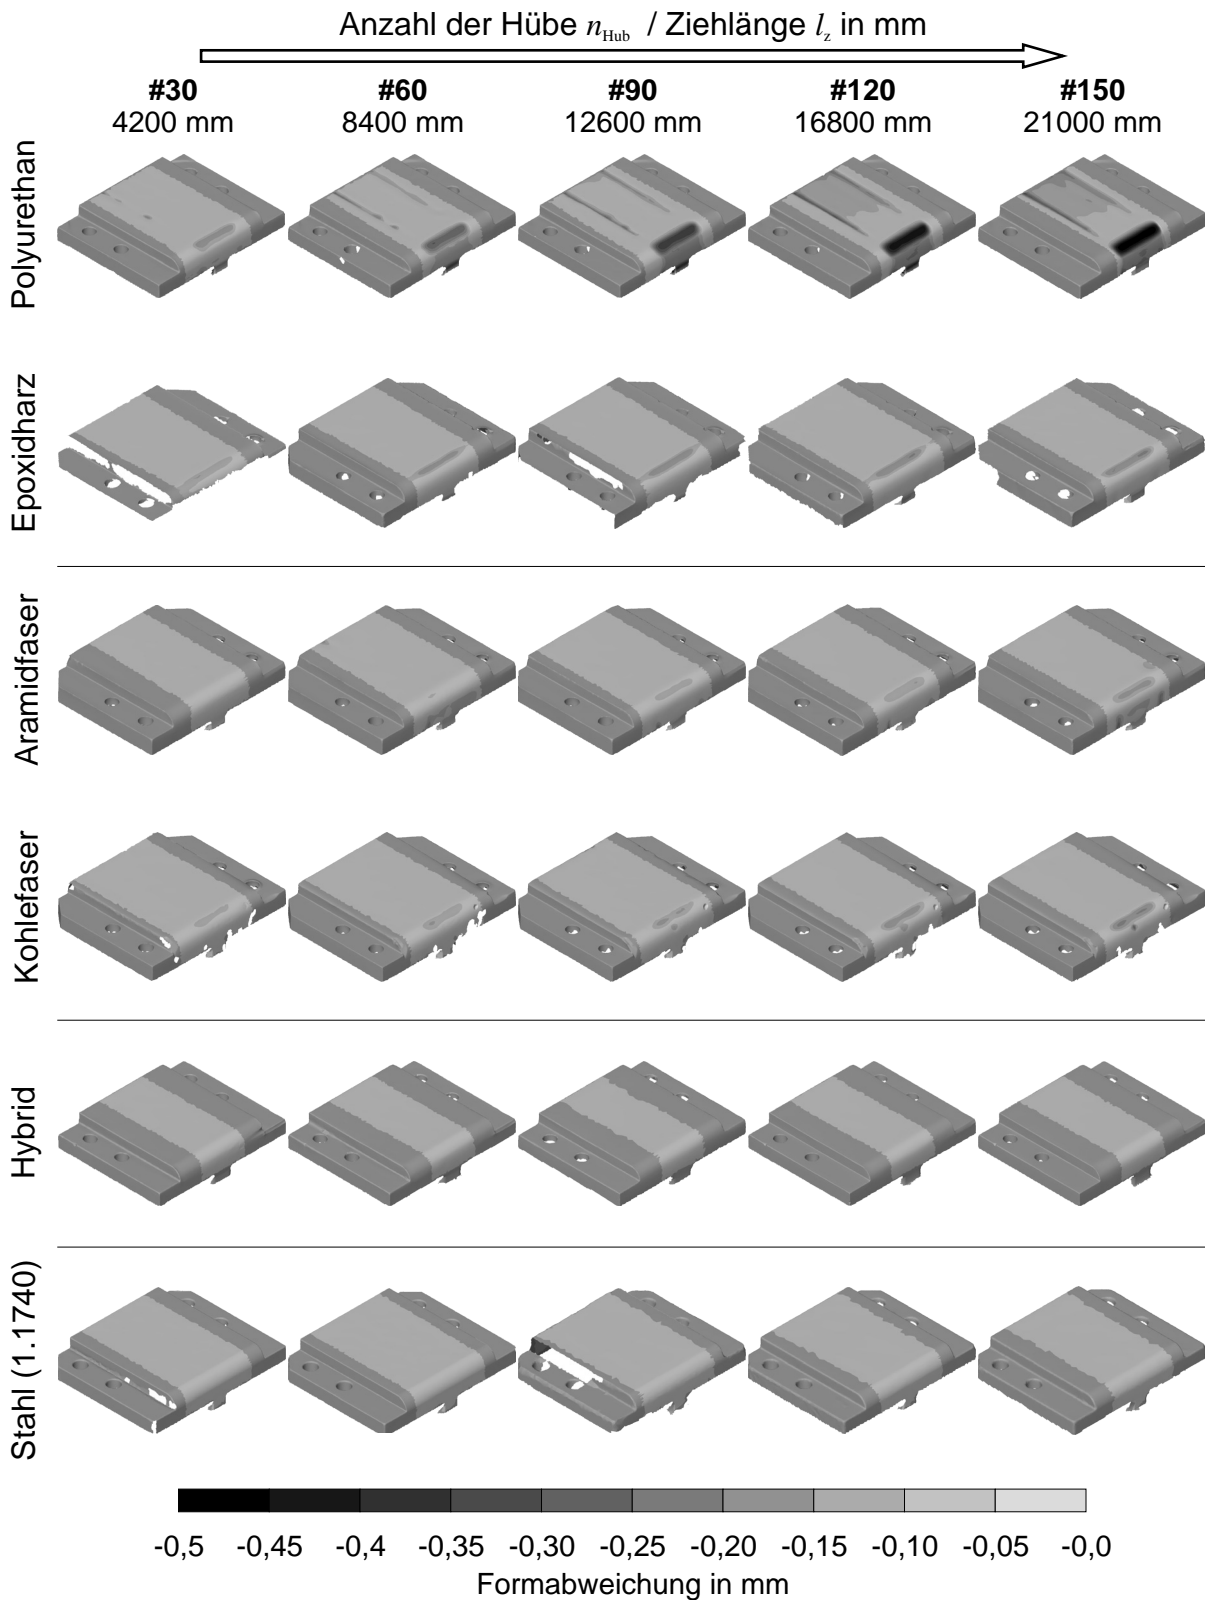 Anzahl der Hübe n_Hub / Ziehlänge l_z in mm
#30 #60 #90 #120 #150
4200 mm 8400 mm 12600 mm 16800 mm 21000 mm
Polyurethan
Epoxidharz
Aramidfaser
Kohlefaser
Hybrid
Stahl (1.1740)
-0,5 -0,45 -0,4 -0,35 -0,30 -0,25 -0,20 -0,15 -0,10 -0,05 -0,0
Formabweichung in mm